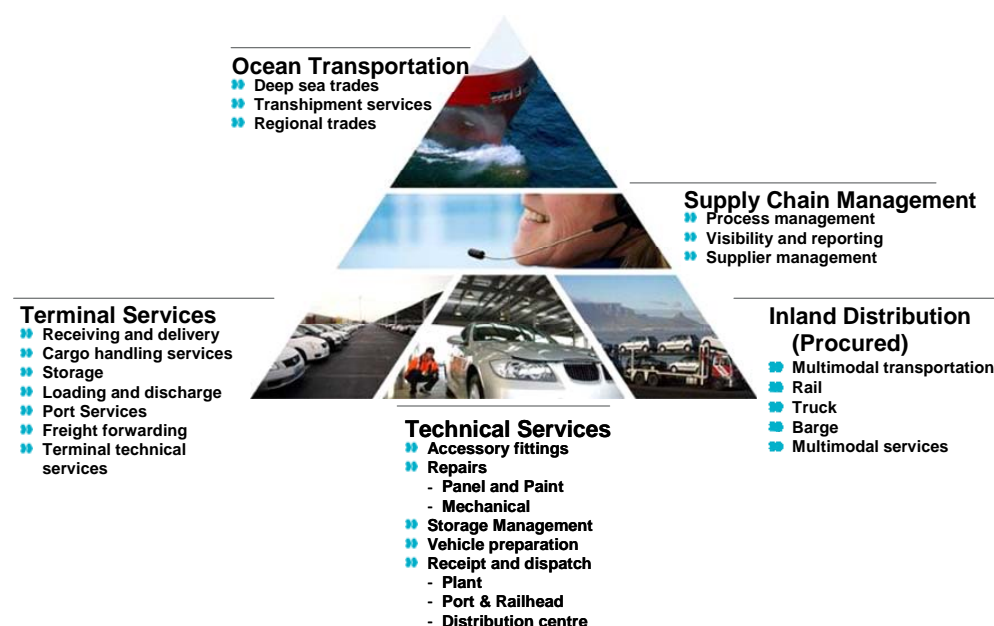 Ocean Transportation
Deep sea trades
Transhipment services
Regional trades
Supply Chain Management
Process management
Visibility and reporting
Supplier management
Terminal Services
Receiving and delivery
Cargo handling services
Storage
Loading and discharge
Port Services
Freight forwarding
Terminal technical
services
Inland Distribution
(Procured)
Multimodal transportation
Rail
Truck
Barge
Multimodal services
Technical Services
Accessory fittings
Repairs
- Panel and Paint
- Mechanical
Storage Management
Vehicle preparation
Receipt and dispatch
- Plant
- Port & Railhead
- Distribution centre